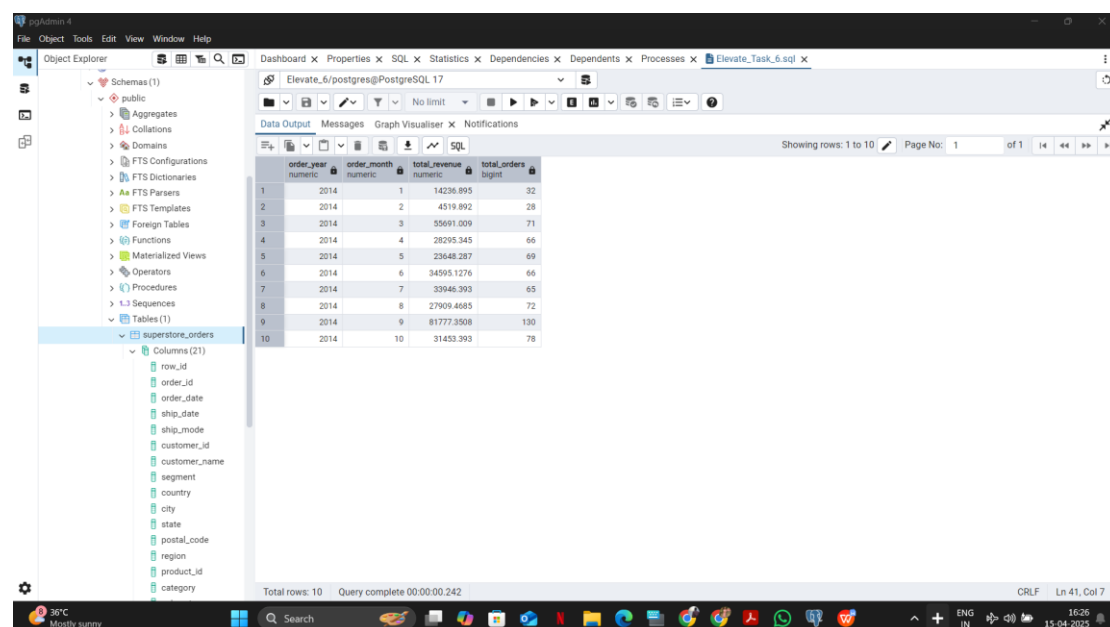 pgAdmin 4
File Object Tools Edit View Window Help
Object Explorer
Dashboard Properties SQL Statistics Dependencies Dependents Processes Elevate_Task_6.sql
Elevate_6/postgres@PostgreSQL 17
No limit
Data Output Messages Graph Visualiser Notifications
SQL Showing rows: 1 to 10 Page No: 1 of 1
order_year numeric order_month numeric total_revenue numeric total_orders bigint
1 2014 1 14236.895 32
2 2014 2 4519.892 28
3 2014 3 55691.009 71
4 2014 4 28295.345 66
5 2014 5 23648.287 69
6 2014 6 34595.1276 66
7 2014 7 33946.393 65
8 2014 8 27909.4685 72
9 2014 9 81777.3508 130
10 2014 10 31453.393 78
Schemas (1)
public
Aggregates
Collations
Domains
FTS Configurations
FTS Dictionaries
FTS Parsers
FTS Templates
Foreign Tables
Functions
Materialized Views
Operators
Procedures
1..3 Sequences
Tables (1)
superstore_orders
Columns (21)
row_id
order_id
order_date
ship_date
ship_mode
customer_id
customer_name
segment
country
city
state
postal_code
region
product_id
category
Total rows: 10 Query complete 00:00:00.242 CRLF Ln 41, Col 7
8 36°C
Mostly sunny
Search
ENG
IN
16:26
15-04-2025